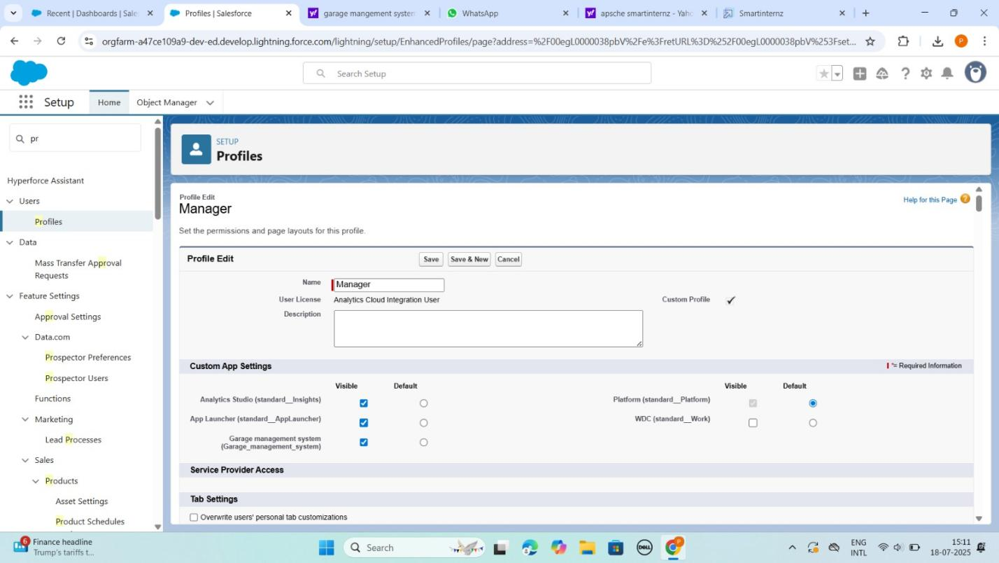 Recent | Dashboards | Sale
Profiles | Salesforce
garage mangement system
WhatsApp
apsche smartinternz - Yaho
Smartinternz
orgfarm-a47ce109a9-dev-ed.develop.lightning.force.com/lightning/setup/EnhancedProfiles/page?address=%2F00egL0000038pbV%2Fe%3FretURL%3D%252F00egL0000038pbV%253Fset...
P
Search Setup
Setup
Home
Object Manager
pr
SETUP
Profiles
Hyperforce Assistant
Users
Profiles
Data
Mass Transfer Approval
Requests
Feature Settings
Approval Settings
Data.com
Prospector Preferences
Prospector Users
Functions
Marketing
Lead Processes
Sales
Products
Asset Settings
Product Schedules
Profile Edit
Manager
Help for this Page
Set the permissions and page layouts for this profile.
Profile Edit
Save
Save & New
Cancel
Name
Manager
User License
Analytics Cloud Integration User
Custom Profile
Description
Custom App Settings
= Required Information
Visible
Default
Visible
Default
Analytics Studio (standard__Insights)
Platform (standard__Platform)
App Launcher (standard__AppLauncher)
WDC (standard__Work)
Garage management system
(Garage_management_system)
Service Provider Access
Tab Settings
Overwrite users' personal tab customizations
6
Finance headline
Trump's tariffs t...
Search
DELL
P
ENG
INTL
15:11
18-07-2025